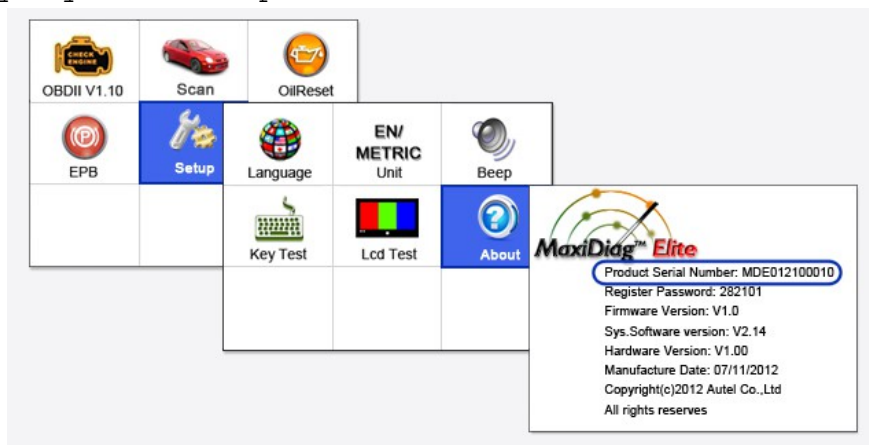 CHECK
ENGINE
OBDII V1.10
Scan
OilReset
(P)
EPB
Setup
Language
EN/
METRIC
Unit
Beep
Key Test
Lcd Test
?
About
MaxiDiag™ Elite
Product Serial Number: MDE012100010
Register Password: 282101
Firmware Version: V1.0
Sys.Software version: V2.14
Hardware Version: V1.00
Manufacture Date: 07/11/2012
Copyright(c)2012 Autel Co.,Ltd
All rights reserves